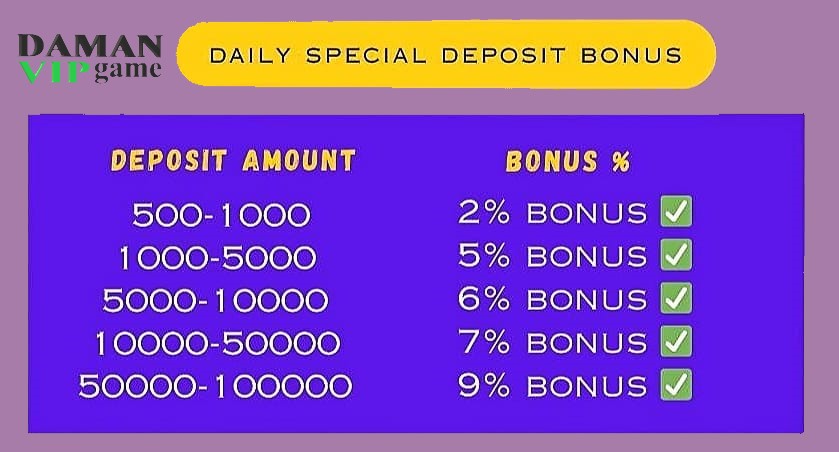 DAMAN
VIP game
DAILY SPECIAL DEPOSIT BONUS
DEPOSIT AMOUNT BONUS %
500-1000 2% BONUS ✅
1000-5000 5% BONUS ✅
5000-10000 6% BONUS ✅
10000-50000 7% BONUS ✅
50000-100000 9% BONUS ✅